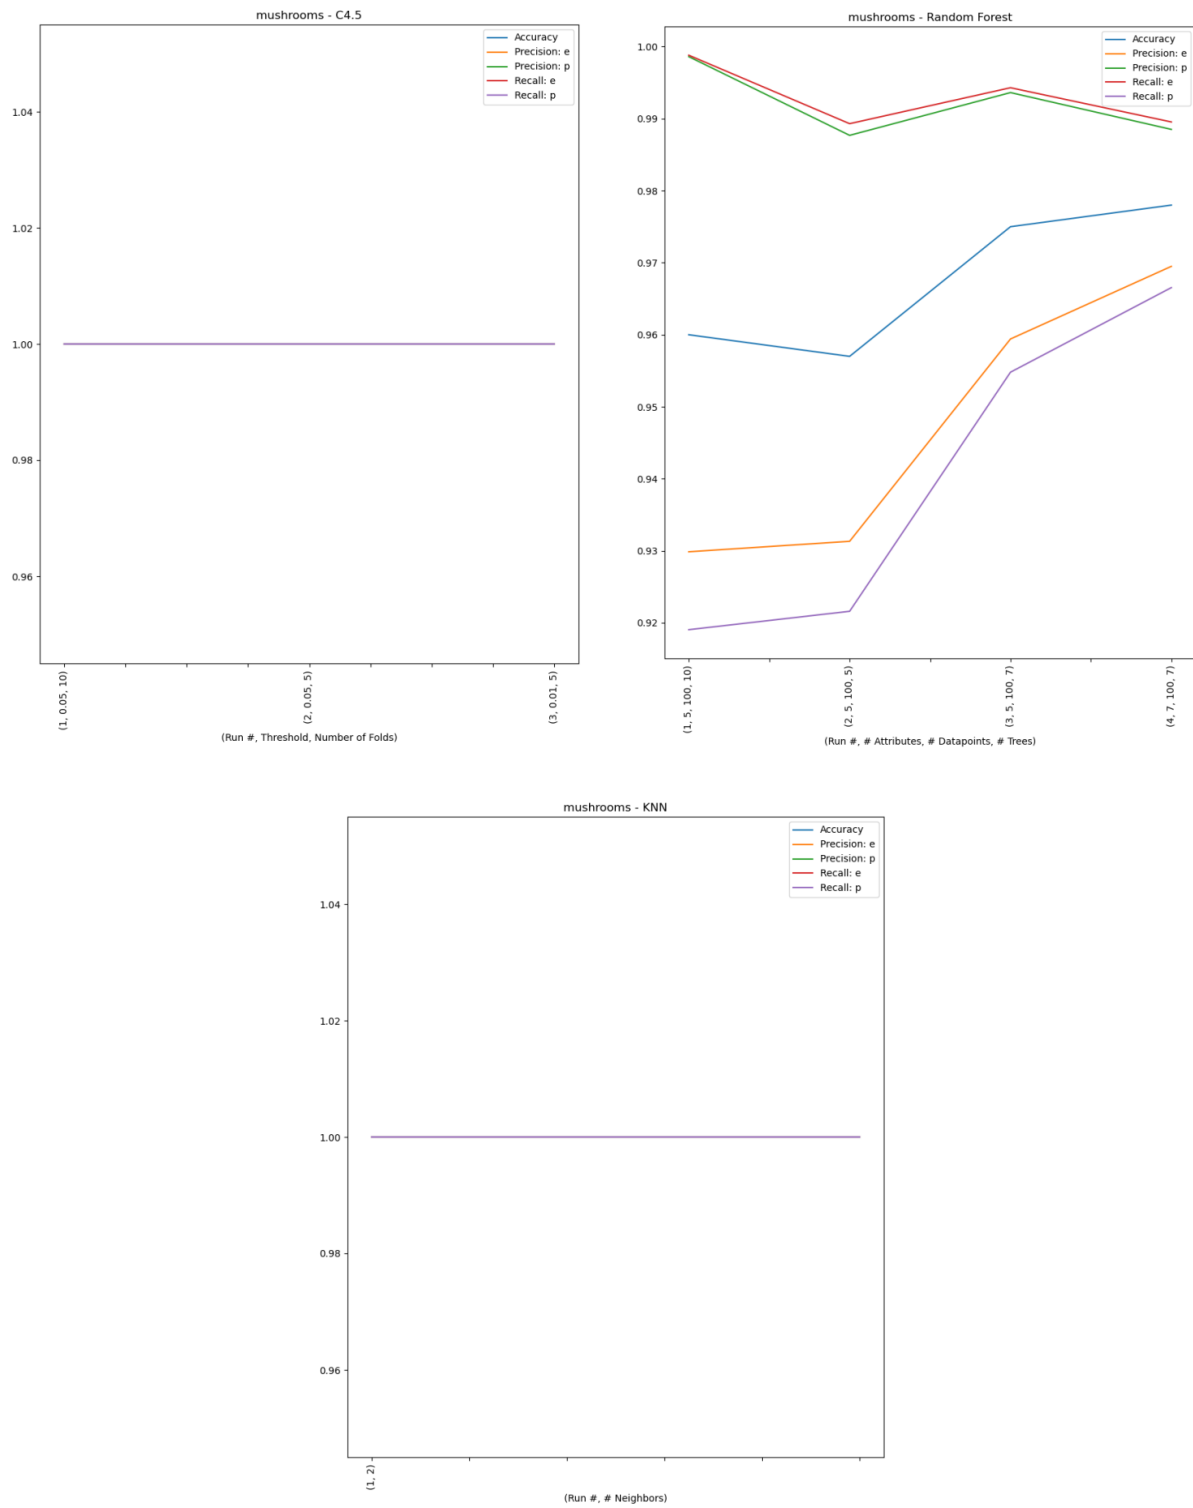 mushrooms - C4.5
Accuracy
Precision: e
Precision: p
Recall: e
Recall: p
1.04
1.02
1.00
0.98
0.96
(1, 0.05, 10)
(2, 0.05, 5)
(3, 0.01, 5)
(Run #, Threshold, Number of Folds)
mushrooms - Random Forest
Accuracy
Precision: e
Precision: p
Recall: e
Recall: p
1.00
0.99
0.98
0.97
0.96
0.95
0.94
0.93
0.92
(1, 5, 100, 10)
(2, 5, 100, 5)
(3, 5, 100, 7)
(4, 7, 100, 7)
(Run #, # Attributes, # Datapoints, # Trees)
mushrooms - KNN
Accuracy
Precision: e
Precision: p
Recall: e
Recall: p
1.04
1.02
1.00
0.98
0.96
(1, 2)
(Run #, # Neighbors)